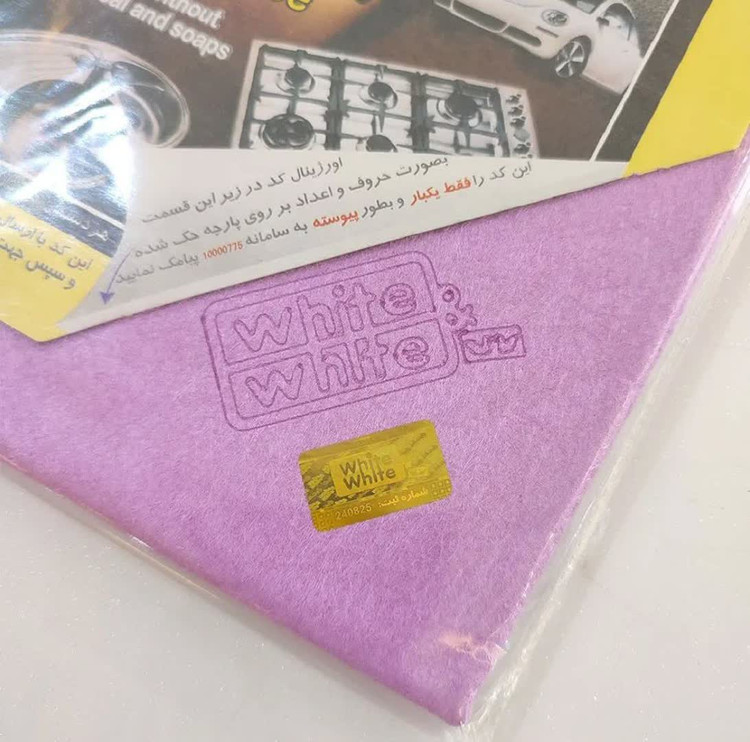 without
and soaps
اورژینال کد در زیر این قسمت
بصورت حروف و اعداد بر روی پارچه حک شده
این کد را فقط یکبار و بطور پیوسته به سامانه 10000775 پیامک نمایید
این کد با ارسال
و سپس جهت
white
white
White
White
شماره ثبت: 240825